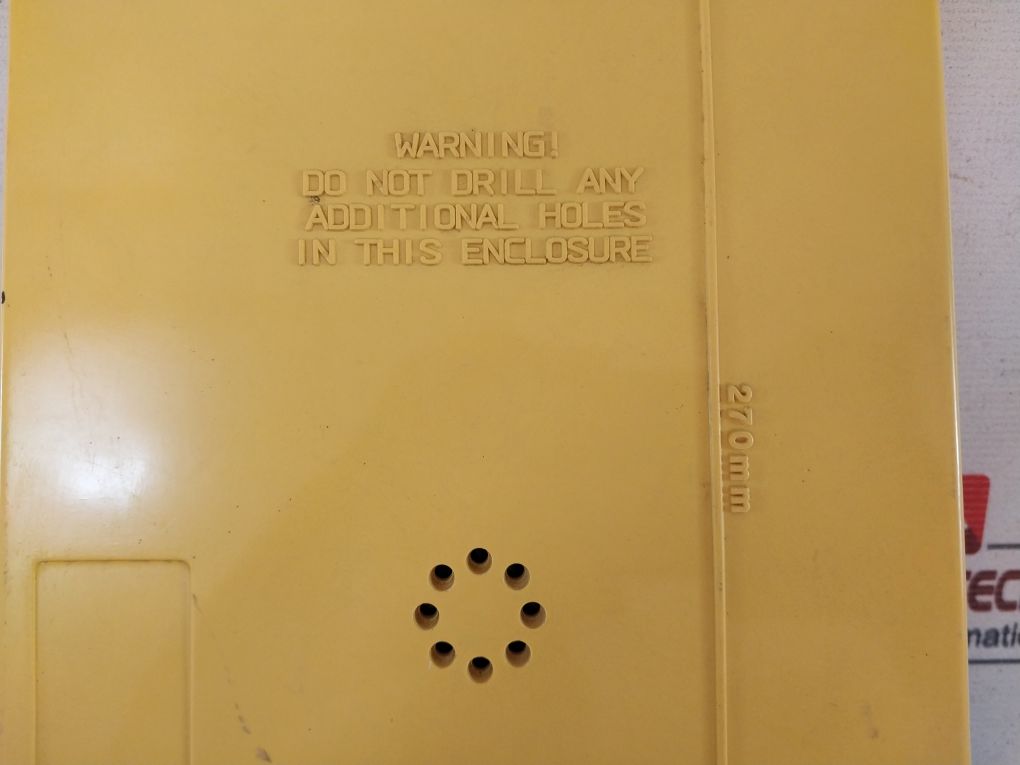 WARNING!
DO NOT DRILL ANY
ADDITIONAL HOLES
IN THIS ENCLOSURE
270mm